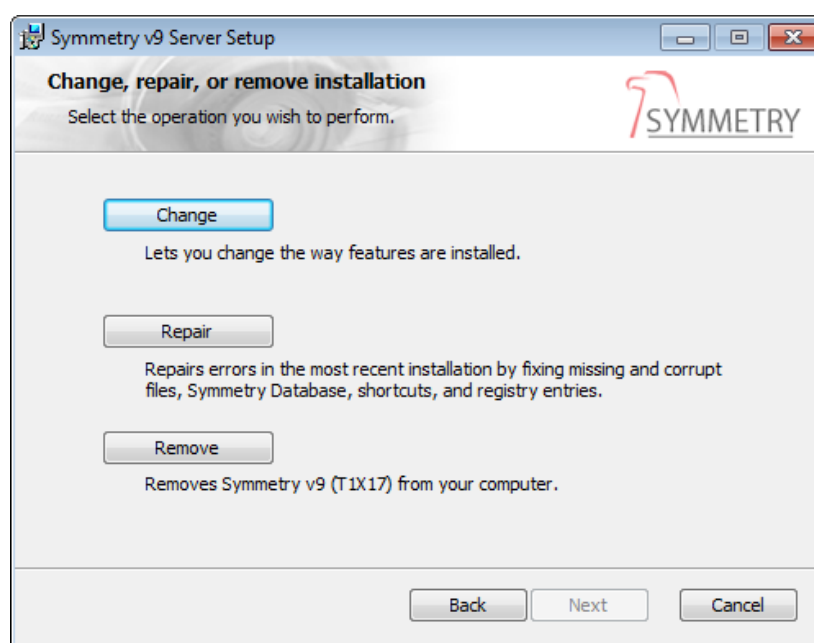 Symmetry v9 Server Setup
Change, repair, or remove installation
Select the operation you wish to perform.
SYMMETRY
Change
Lets you change the way features are installed.
Repair
Repairs errors in the most recent installation by fixing missing and corrupt
files, Symmetry Database, shortcuts, and registry entries.
Remove
Removes Symmetry v9 (T1X17) from your computer.
Back
Next
Cancel